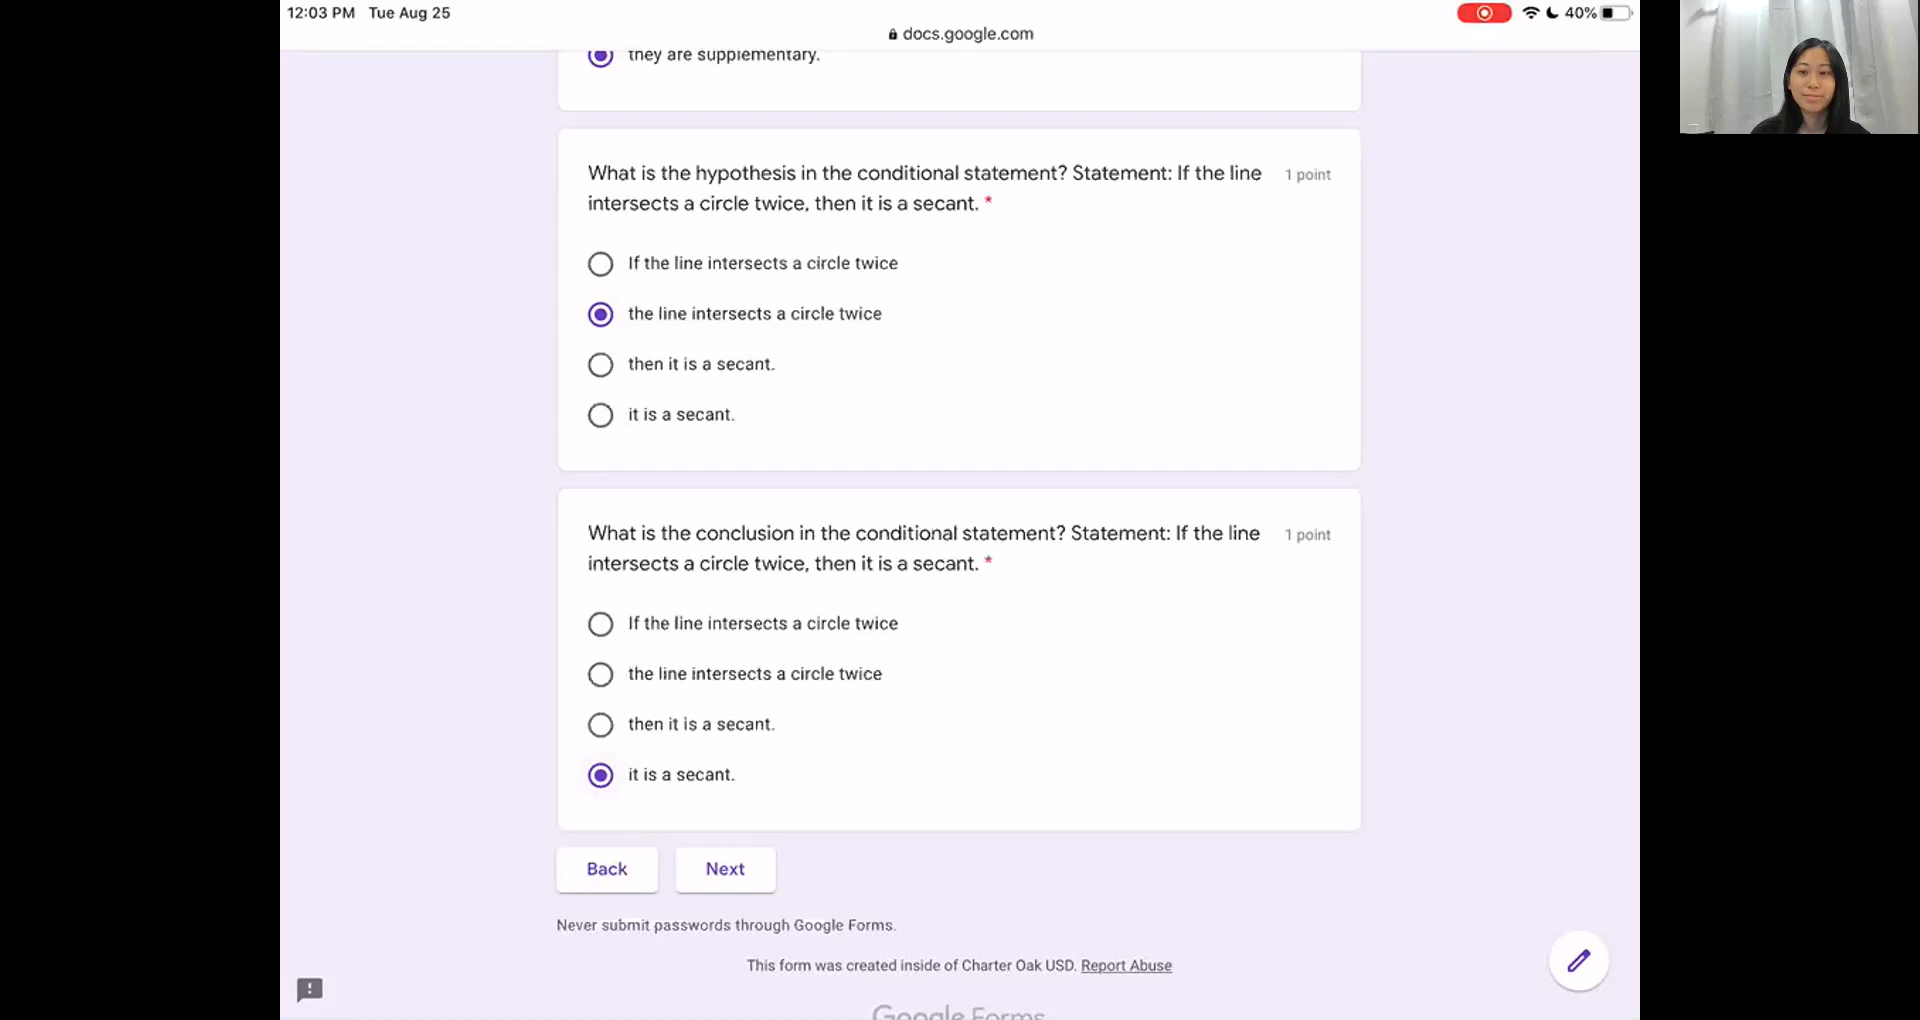 12:03 PM Tue Aug 25
40%
docs.google.com
they are supplementary.
What is the hypothesis in the conditional statement? Statement: If the line 1 point
intersects a circle twice, then it is a secant. *
If the line intersects a circle twice
the line intersects a circle twice
then it is a secant.
it is a secant.
What is the conclusion in the conditional statement? Statement: If the line 1 point
intersects a circle twice, then it is a secant. *
If the line intersects a circle twice
the line intersects a circle twice
then it is a secant.
it is a secant.
Back Next
Never submit passwords through Google Forms.
This form was created inside of Charter Oak USD. Report Abuse
Google Forms